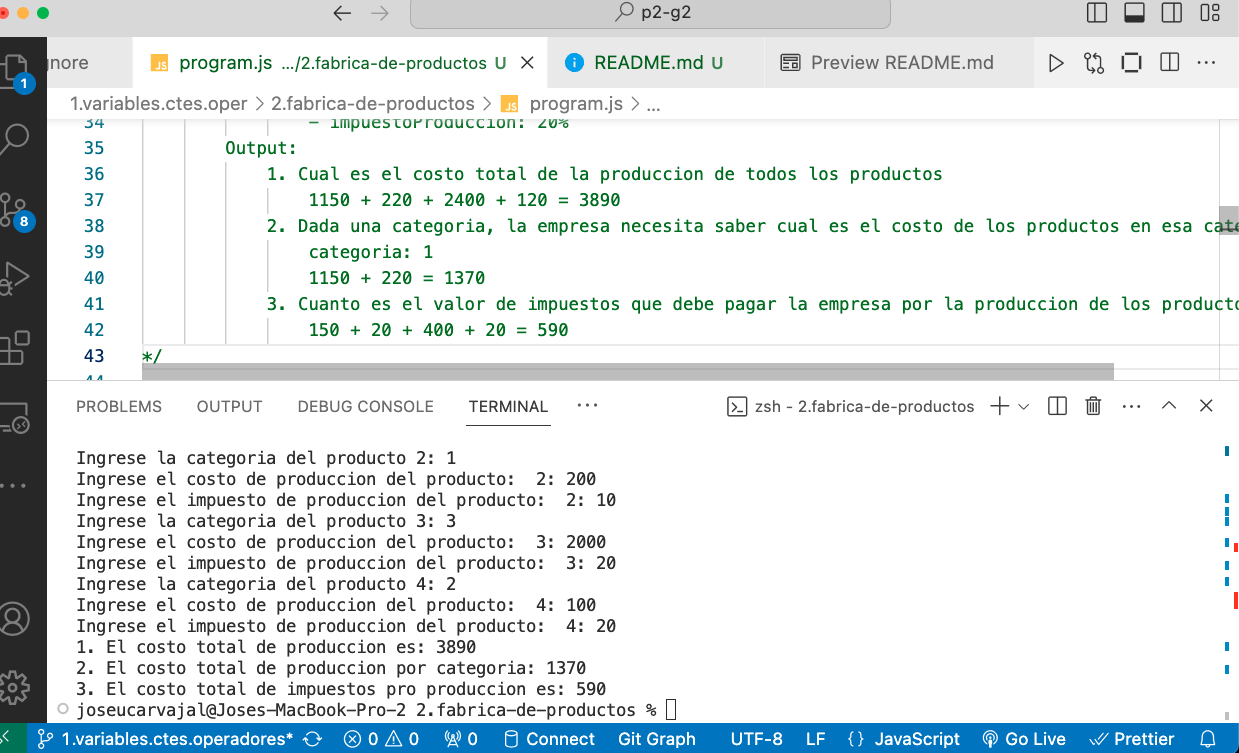 p2-g2
gnore
JS program.js .../2.fabrica-de-productos U
README.md U
Preview README.md
1.variables.ctes.oper > 2.fabrica-de-productos > JS program.js > ...
34 - impuestoProduccion: 20%
35 Output:
36 1. Cual es el costo total de la produccion de todos los productos
37 1150 + 220 + 2400 + 120 = 3890
38 2. Dada una categoria, la empresa necesita saber cual es el costo de los productos en esa cate
39 categoria: 1
40 1150 + 220 = 1370
41 3. Cuanto es el valor de impuestos que debe pagar la empresa por la produccion de los producto
42 150 + 20 + 400 + 20 = 590
43 */
44
1
8
PROBLEMS OUTPUT DEBUG CONSOLE TERMINAL ... zsh - 2.fabrica-de-productos
Ingrese la categoria del producto 2: 1
Ingrese el costo de produccion del producto:  2: 200
Ingrese el impuesto de produccion del producto:  2: 10
Ingrese la categoria del producto 3: 3
Ingrese el costo de produccion del producto:  3: 2000
Ingrese el impuesto de produccion del producto:  3: 20
Ingrese la categoria del producto 4: 2
Ingrese el costo de produccion del producto:  4: 100
Ingrese el impuesto de produccion del producto:  4: 20
1. El costo total de produccion es: 3890
2. El costo total de produccion por categoria: 1370
3. El costo total de impuestos pro produccion es: 590
joseucarvajal@Joses-MacBook-Pro-2 2.fabrica-de-productos %
1.variables.ctes.operadores* 0 0 0 Connect Git Graph UTF-8 LF {} JavaScript Go Live Prettier